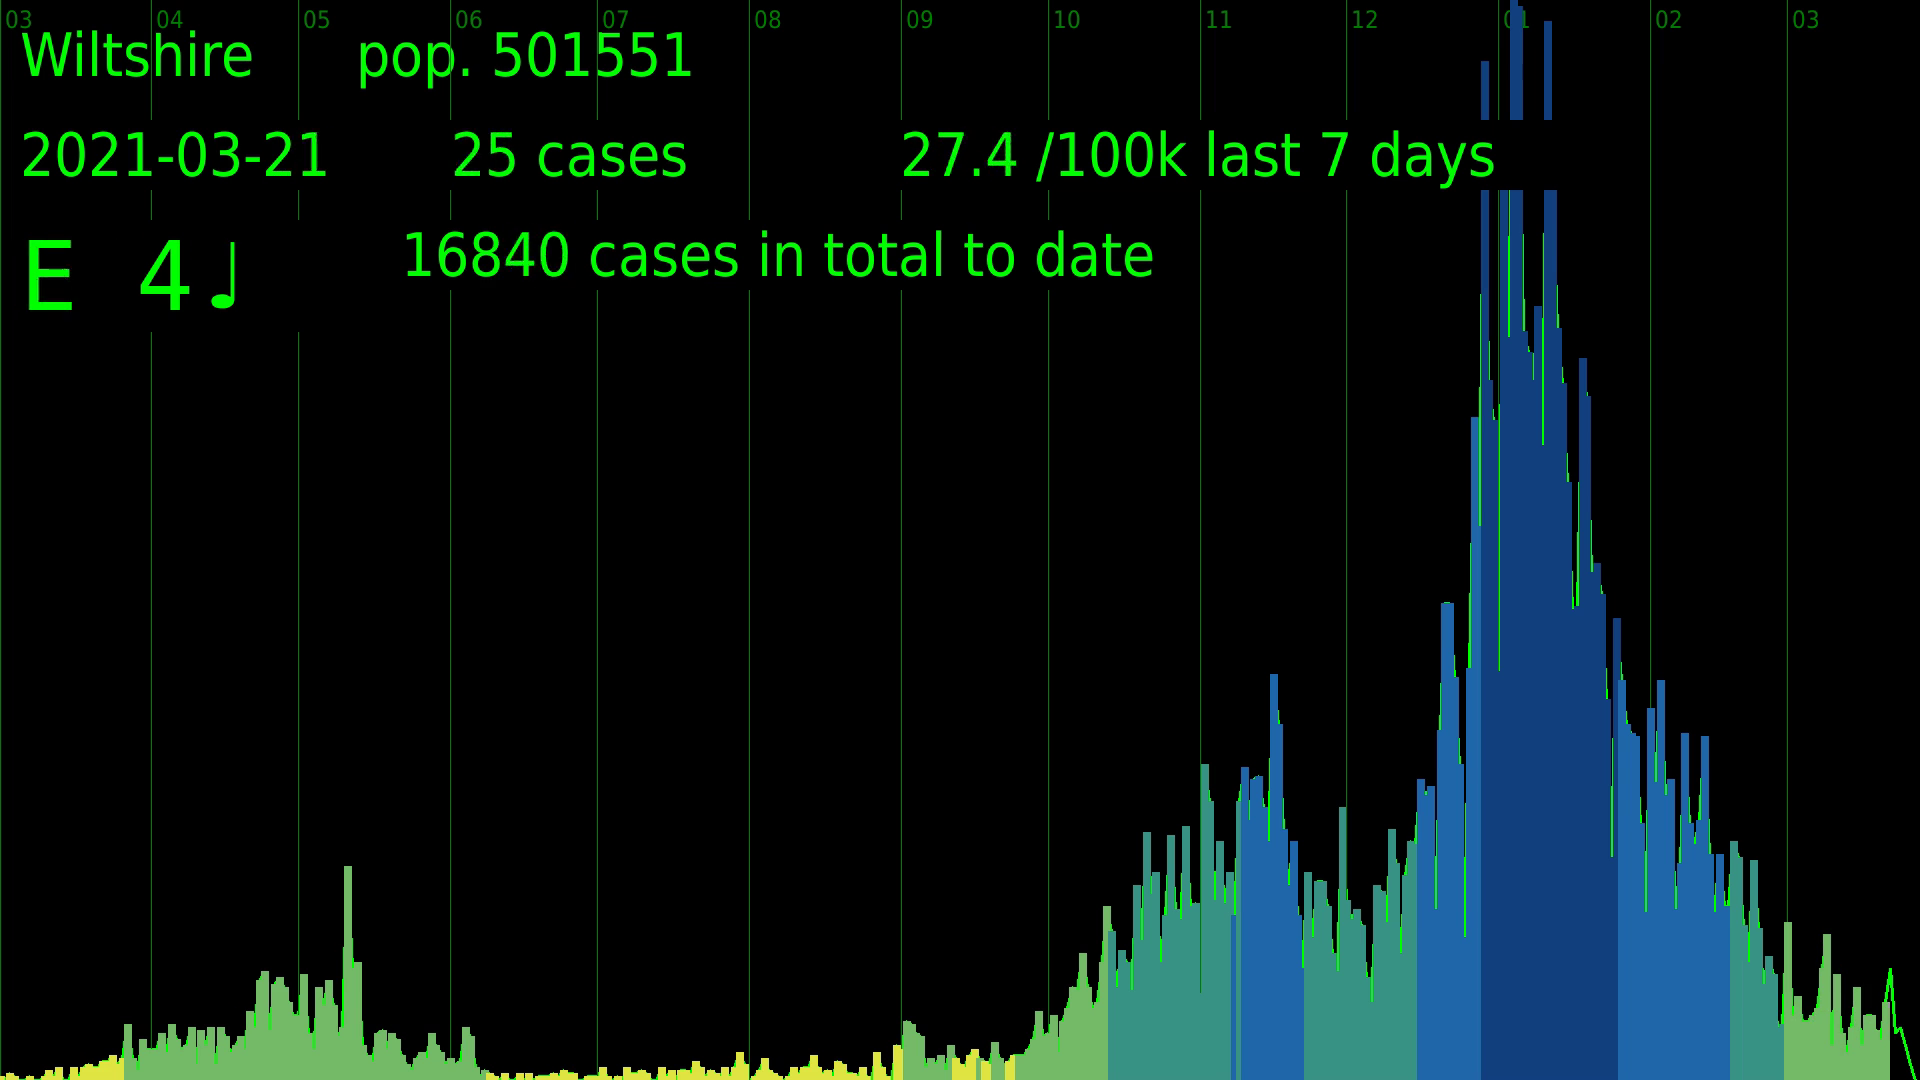 03 04 05 06 07 08 09 10 11 12 01 02 03
Wiltshire pop. 501551
2021-03-21 25 cases 27.4 /100k last 7 days
E 4♩ 16840 cases in total to date